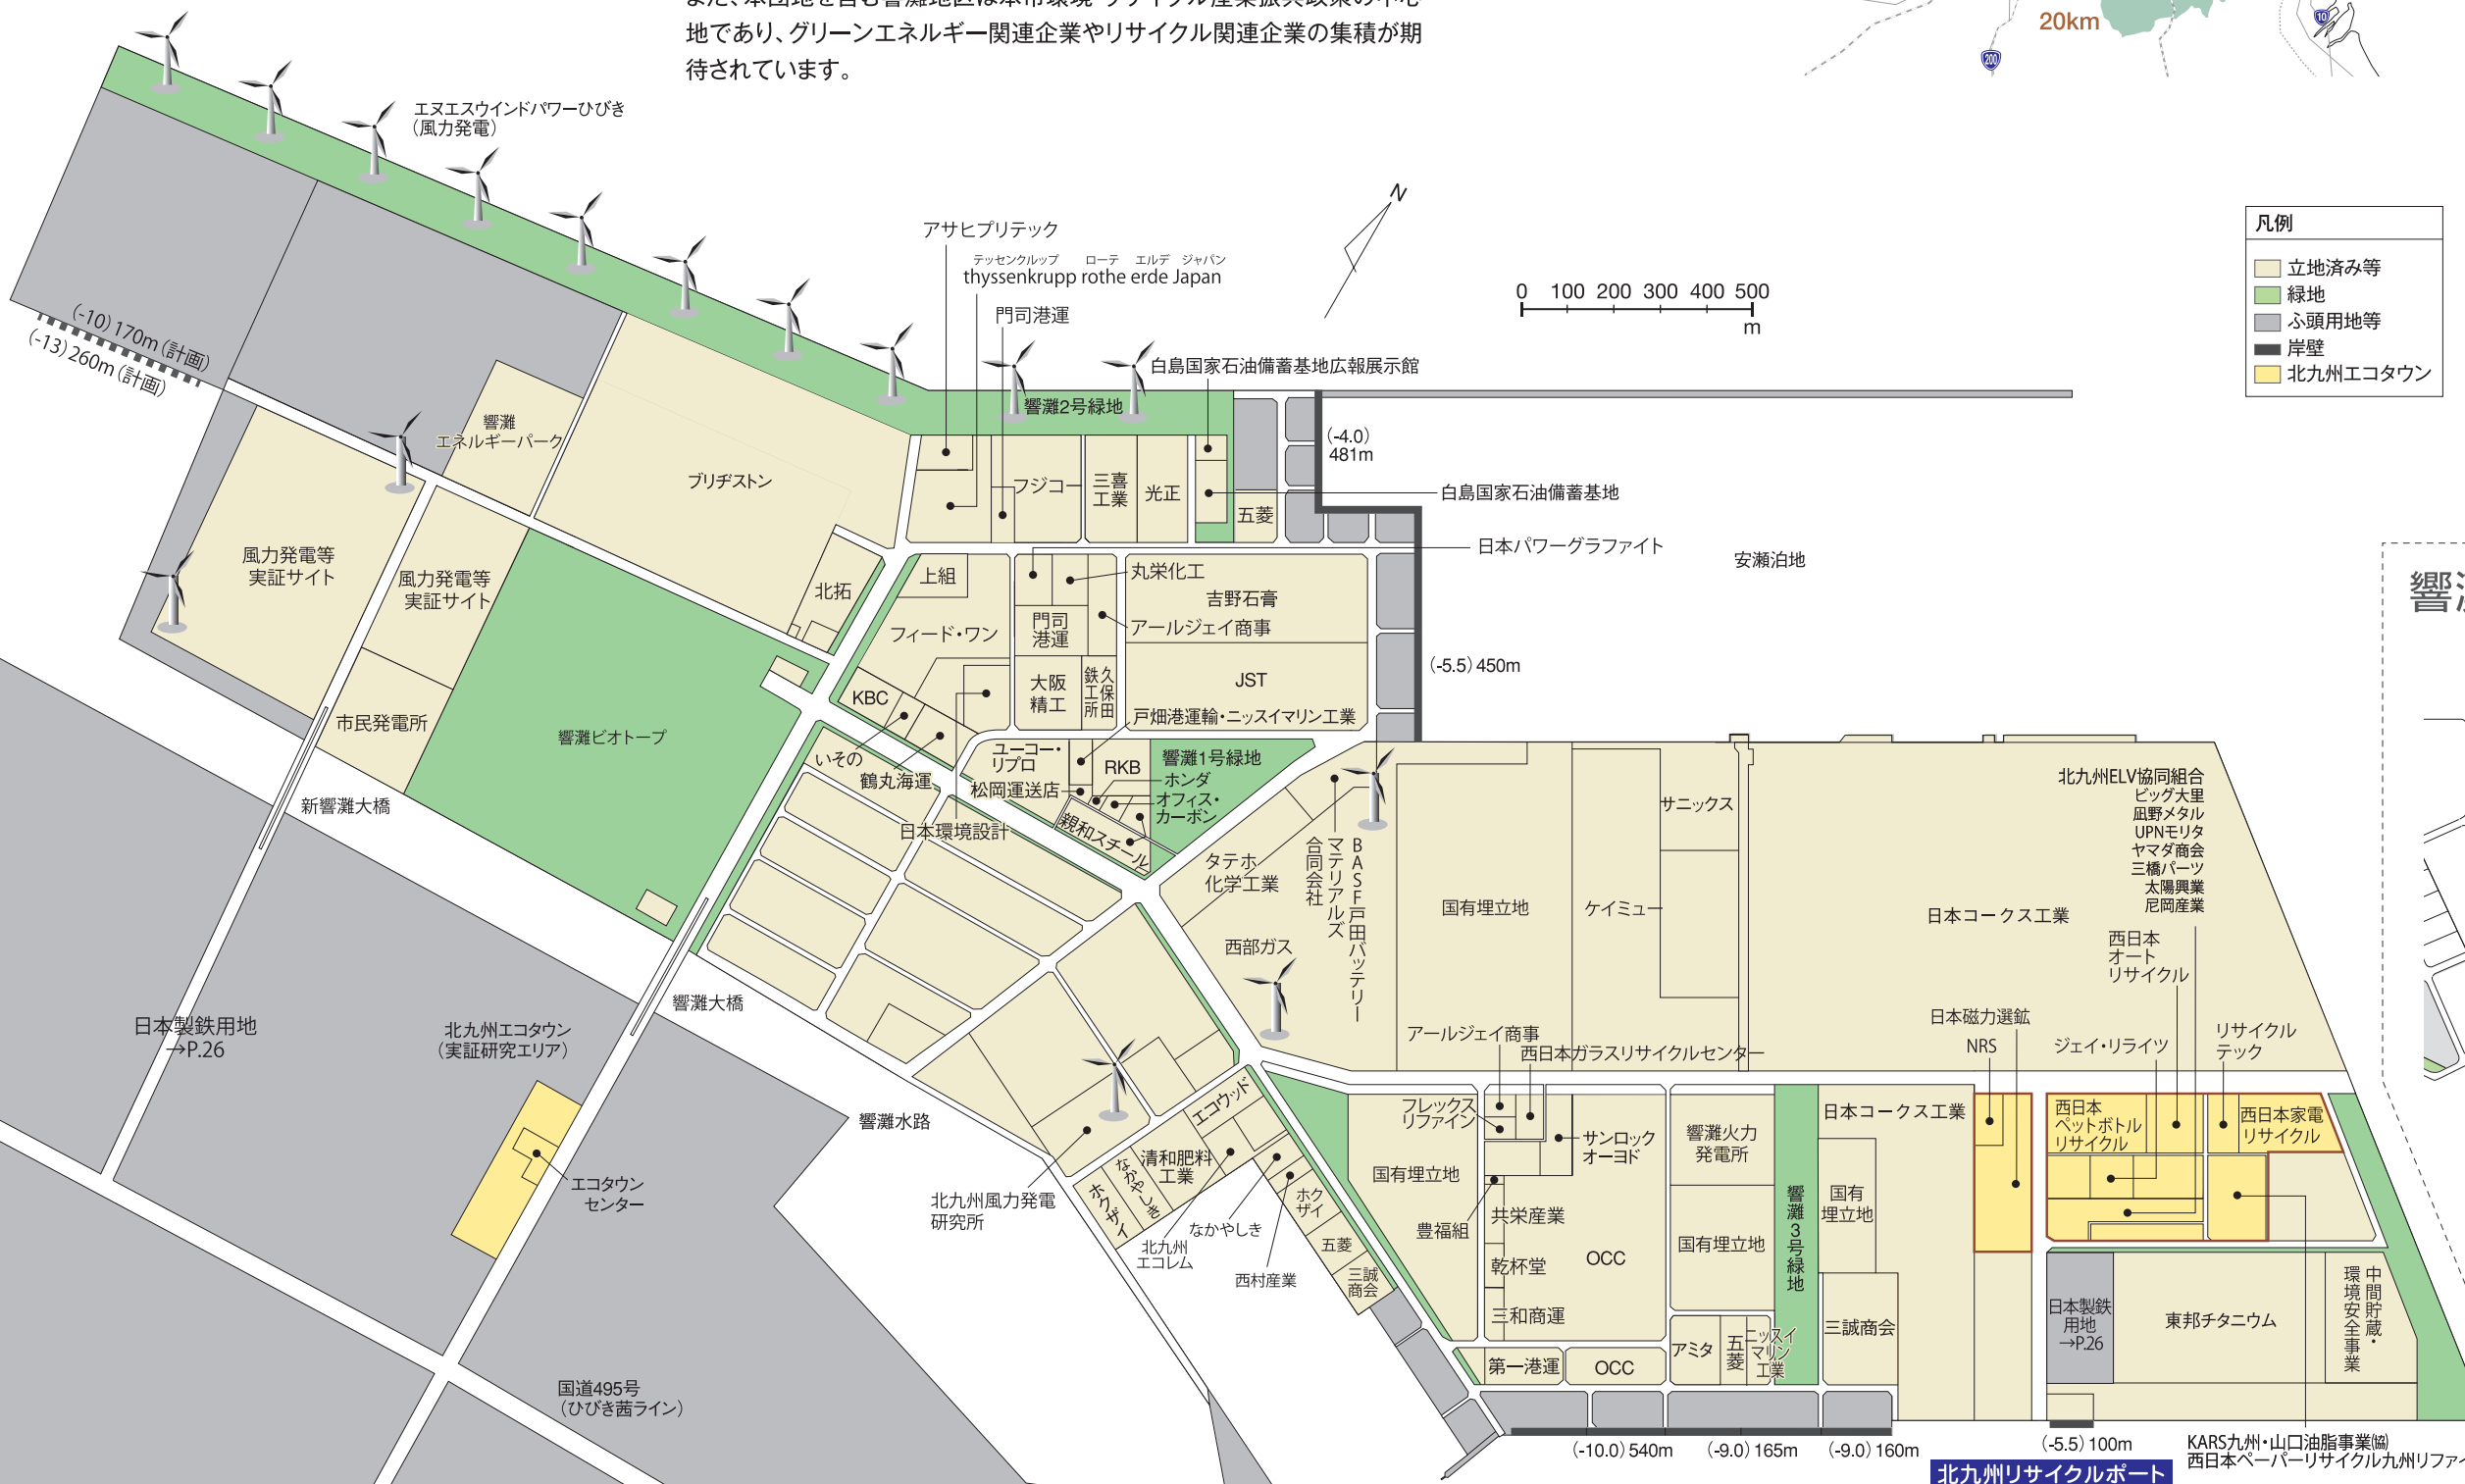 地であり、グリーンエネルギー関連企業やリサイクル関連企業の集積が期
待されています。
20km
200
10
エヌエスウインドパワーひびき
（風力発電）
N
0 100 200 300 400 500
m
凡例
立地済み等
緑地
ふ頭用地等
岸壁
北九州エコタウン
アサヒプリテック
テッセンクルップ ローテ エルデ ジャパン
thyssenkrupp rothe erde Japan
門司港運
白島国家石油備蓄基地広報展示館
響灘2号緑地
(-10)170m（計画）
(-13)260m（計画）
響灘
エネルギーパーク
ブリヂストン
フジコー
三喜
工業
光正
五菱
(-4.0)
481m
白島国家石油備蓄基地
日本パワーグラファイト
安瀬泊地
風力発電等
実証サイト
風力発電等
実証サイト
北拓
上組
丸栄化工
吉野石膏
門司
港運
アールジェイ商事
フィード・ワン
大阪
精工
久保田
鉄工所
JST
(-5.5)450m
KBC
戸畑港運輸・ニッスイマリン工業
市民発電所
響灘ビオトープ
いその
鶴丸海運
ユーコー・
リプロ
RKB
響灘1号緑地
松岡運送店
ホンダ
オフィス・
カーボン
日本環境設計
親和スチール
新響灘大橋
タテホ
化学工業
BASF戸田バッテリー
マテリアルズ
合同会社
西部ガス
国有埋立地
ケイミュー
サニックス
日本コークス工業
北九州ELV協同組合
ビッグ大里
凪野メタル
UPNモリタ
ヤマダ商会
三橋パーツ
太陽興業
尼岡産業
西日本
オート
リサイクル
響灘大橋
日本製鉄用地
→P.26
北九州エコタウン
（実証研究エリア）
エコタウン
センター
響灘水路
北九州風力発電
研究所
エコウッド
清和肥料
工業
なかやしき
ホクザイ
北九州
エコレム
なかやしき
西村産業
ホク
ザイ
五菱
三誠
商会
アールジェイ商事
西日本ガラスリサイクルセンター
フレックス
リファイン
サンロック
オーヨド
国有埋立地
豊福組
共栄産業
乾杯堂
三和商運
OCC
響灘火力
発電所
国有埋立地
響灘3号緑地
日本コークス工業
国有
埋立地
三誠商会
第一港運
OCC
アミタ
五菱
ニッスイ
マリン
工業
日本磁力選鉱
NRS
ジェイ・リライツ
リサイクル
テック
西日本
ペットボトル
リサイクル
西日本家電
リサイクル
日本製鉄
用地
→P.26
東邦チタニウム
中間貯蔵・
環境安全事業
国道495号
（ひびき茜ライン）
(-10.0)540m
(-9.0)165m
(-9.0)160m
(-5.5)100m
北九州リサイクルポート
KARS九州・山口油脂事業㈿
西日本ペーパーリサイクル九州リファイ
響